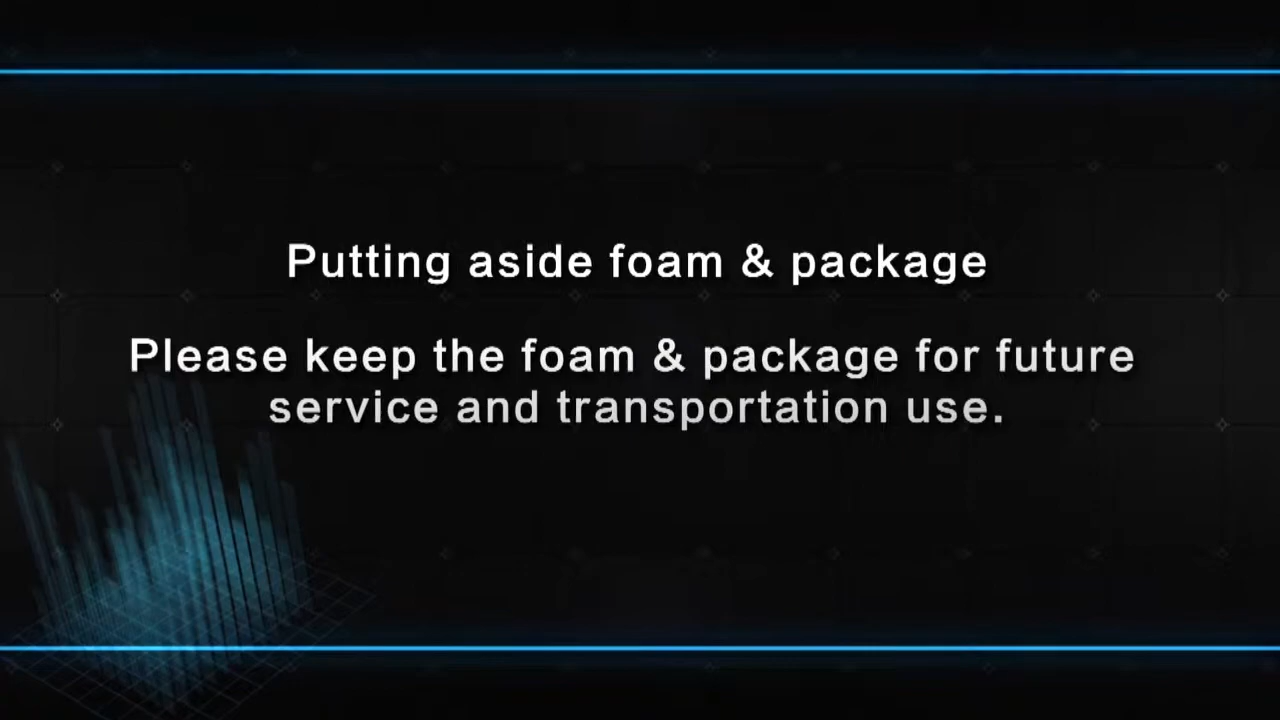 Putting aside foam & package
Please keep the foam & package for future
service and transportation use.